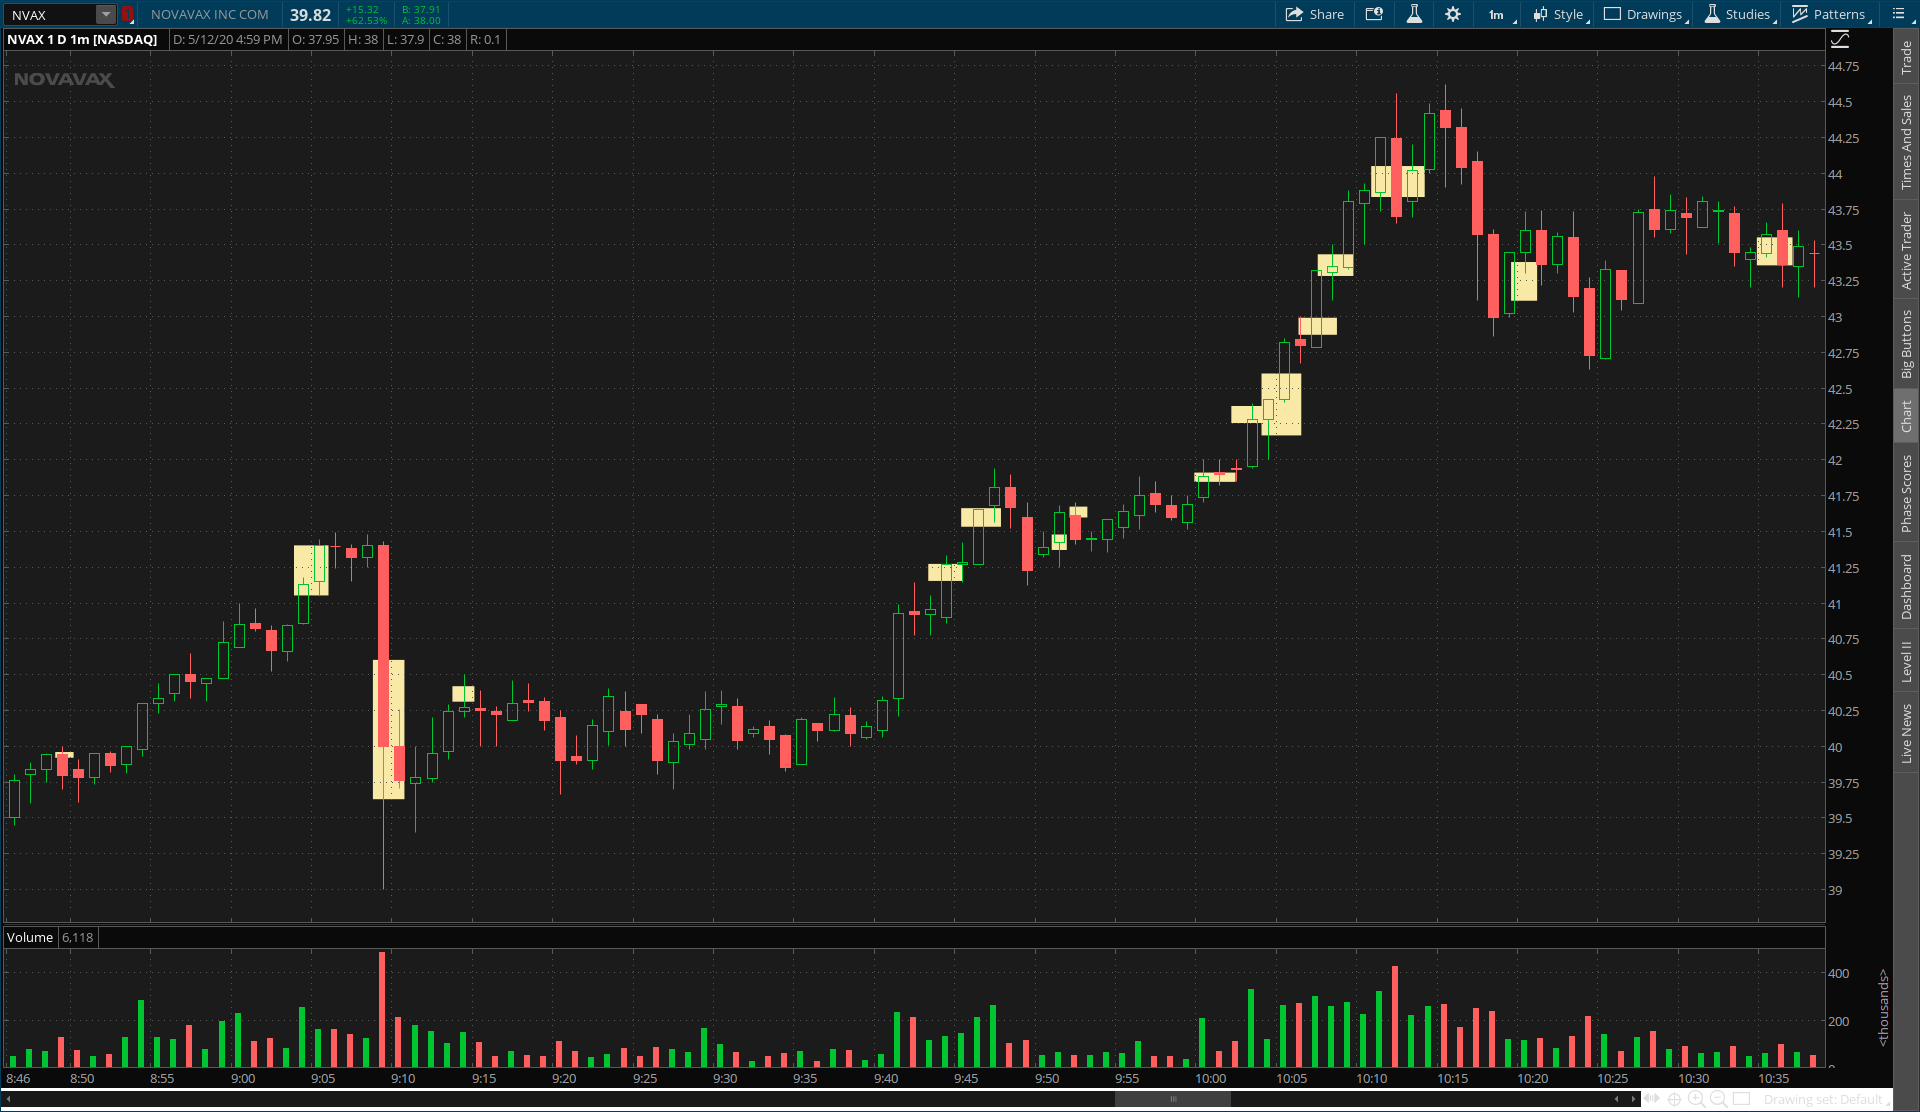 NVAX 1 NOVAVAX INC COM 39.82 +15.32 +62.53% B: 37.91 A: 38.00 Share 1m Style Drawings Studies Patterns
NVAX 1 D 1m [NASDAQ] D: 5/12/20 4:59 PM O: 37.95 H: 38 L: 37.9 C: 38 R: 0.1
NOVAVAX
44.75
44.5
44.25
44
43.75
43.5
43.25
43
42.75
42.5
42.25
42
41.75
41.5
41.25
41
40.75
40.5
40.25
40
39.75
39.5
39.25
39
Trade
Times And Sales
Active Trader
Big Buttons
Chart
Phase Scores
Dashboard
Level II
Live News
Volume 6,118
400
200
<thousands>
8:46 8:50 8:55 9:00 9:05 9:10 9:15 9:20 9:25 9:30 9:35 9:40 9:45 9:50 9:55 10:00 10:05 10:10 10:15 10:20 10:25 10:30 10:35
Drawing set: Default